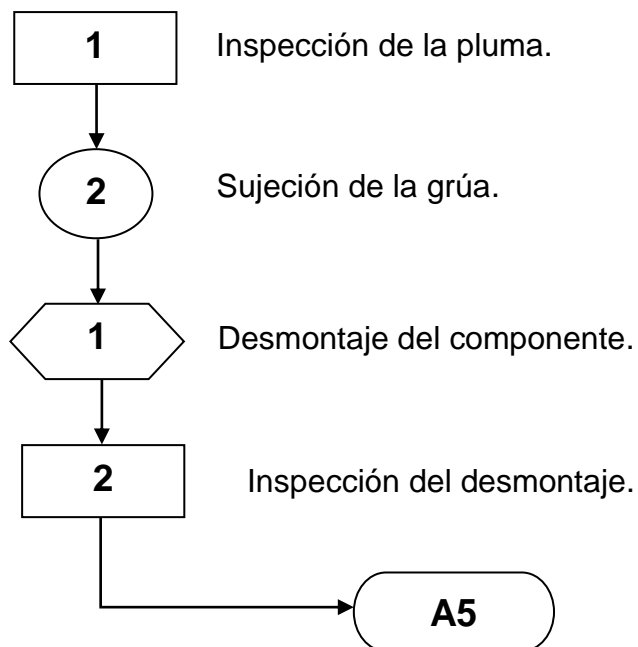 1 Inspección de la pluma.
2 Sujeción de la grúa.
1 Desmontaje del componente.
2 Inspección del desmontaje.
A5